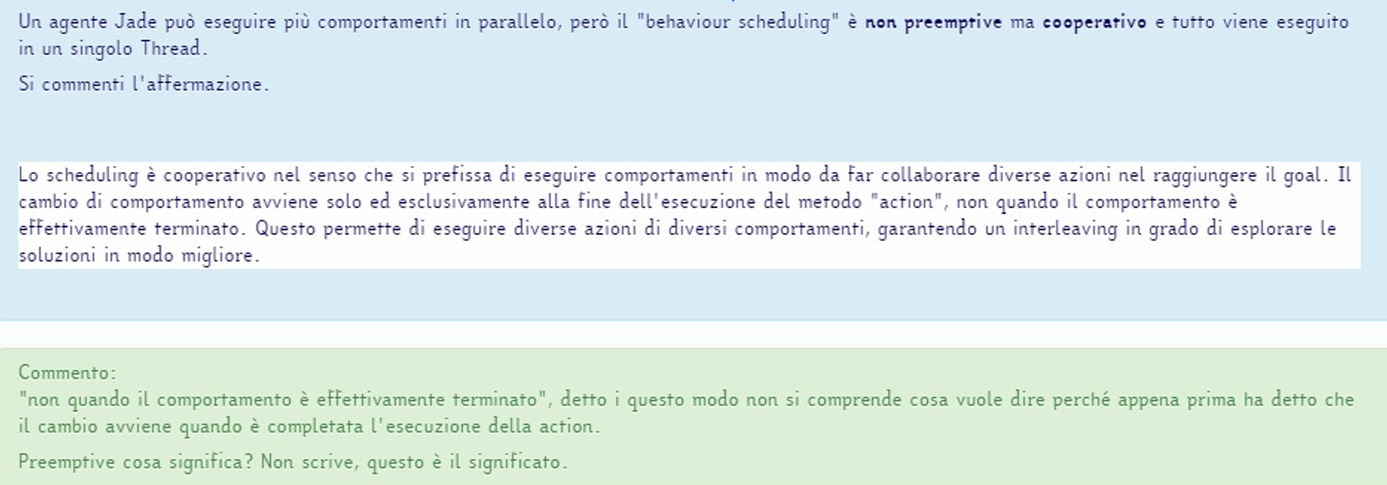 Un agente Jade può eseguire più comportamenti in parallelo, però il "behaviour scheduling" è non preemptive ma cooperativo e tutto viene eseguito
in un singolo Thread.
Si commenti l'affermazione.
Lo scheduling è cooperativo nel senso che si prefissa di eseguire comportamenti in modo da far collaborare diverse azioni nel raggiungere il goal. Il
cambio di comportamento avviene solo ed esclusivamente alla fine dell'esecuzione del metodo "action", non quando il comportamento è
effettivamente terminato. Questo permette di eseguire diverse azioni di diversi comportamenti, garantendo un interleaving in grado di esplorare le
soluzioni in modo migliore.
Commento:
"non quando il comportamento è effettivamente terminato", detto i questo modo non si comprende cosa vuole dire perché appena prima ha detto che
il cambio avviene quando è completata l'esecuzione della action.
Preemptive cosa significa? Non scrive, questo è il significato.